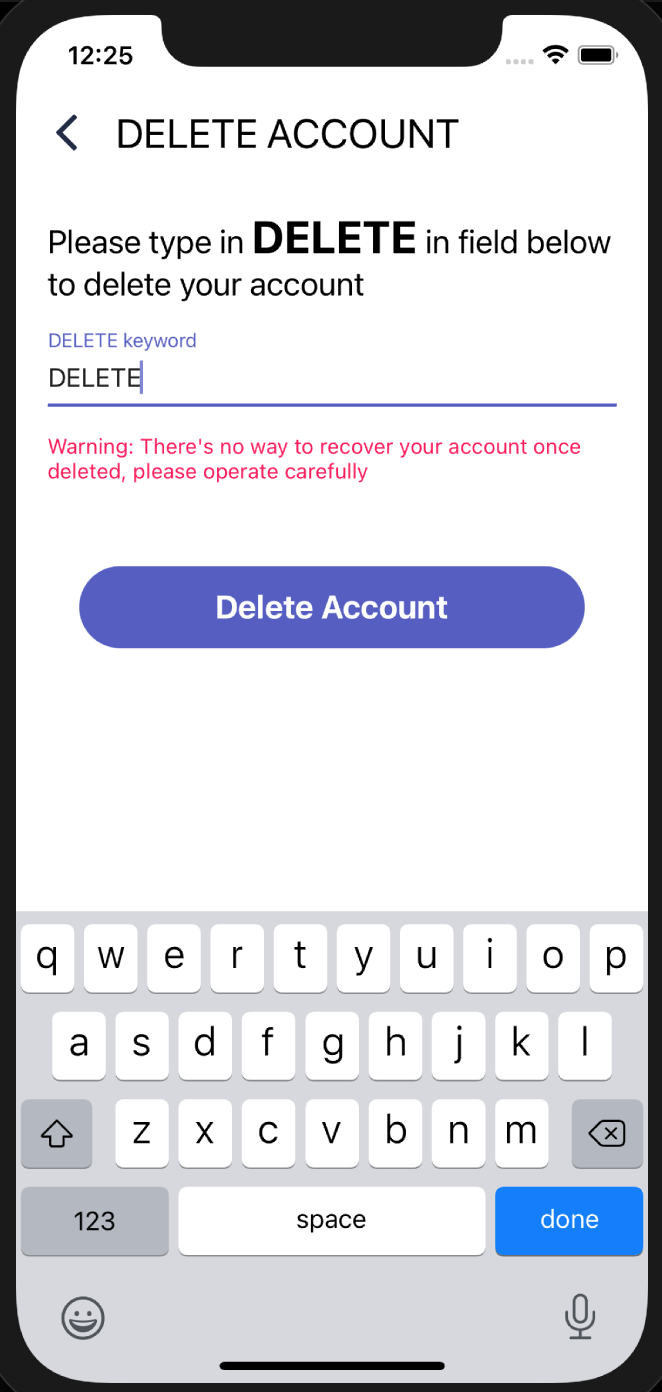 12:25
DELETE ACCOUNT
Please type in DELETE in field below
to delete your account
DELETE keyword
DELETE
Warning: There's no way to recover your account once
deleted, please operate carefully
Delete Account
q w e r t y u i o p
a s d f g h j k l
z x c v b n m
123 space done